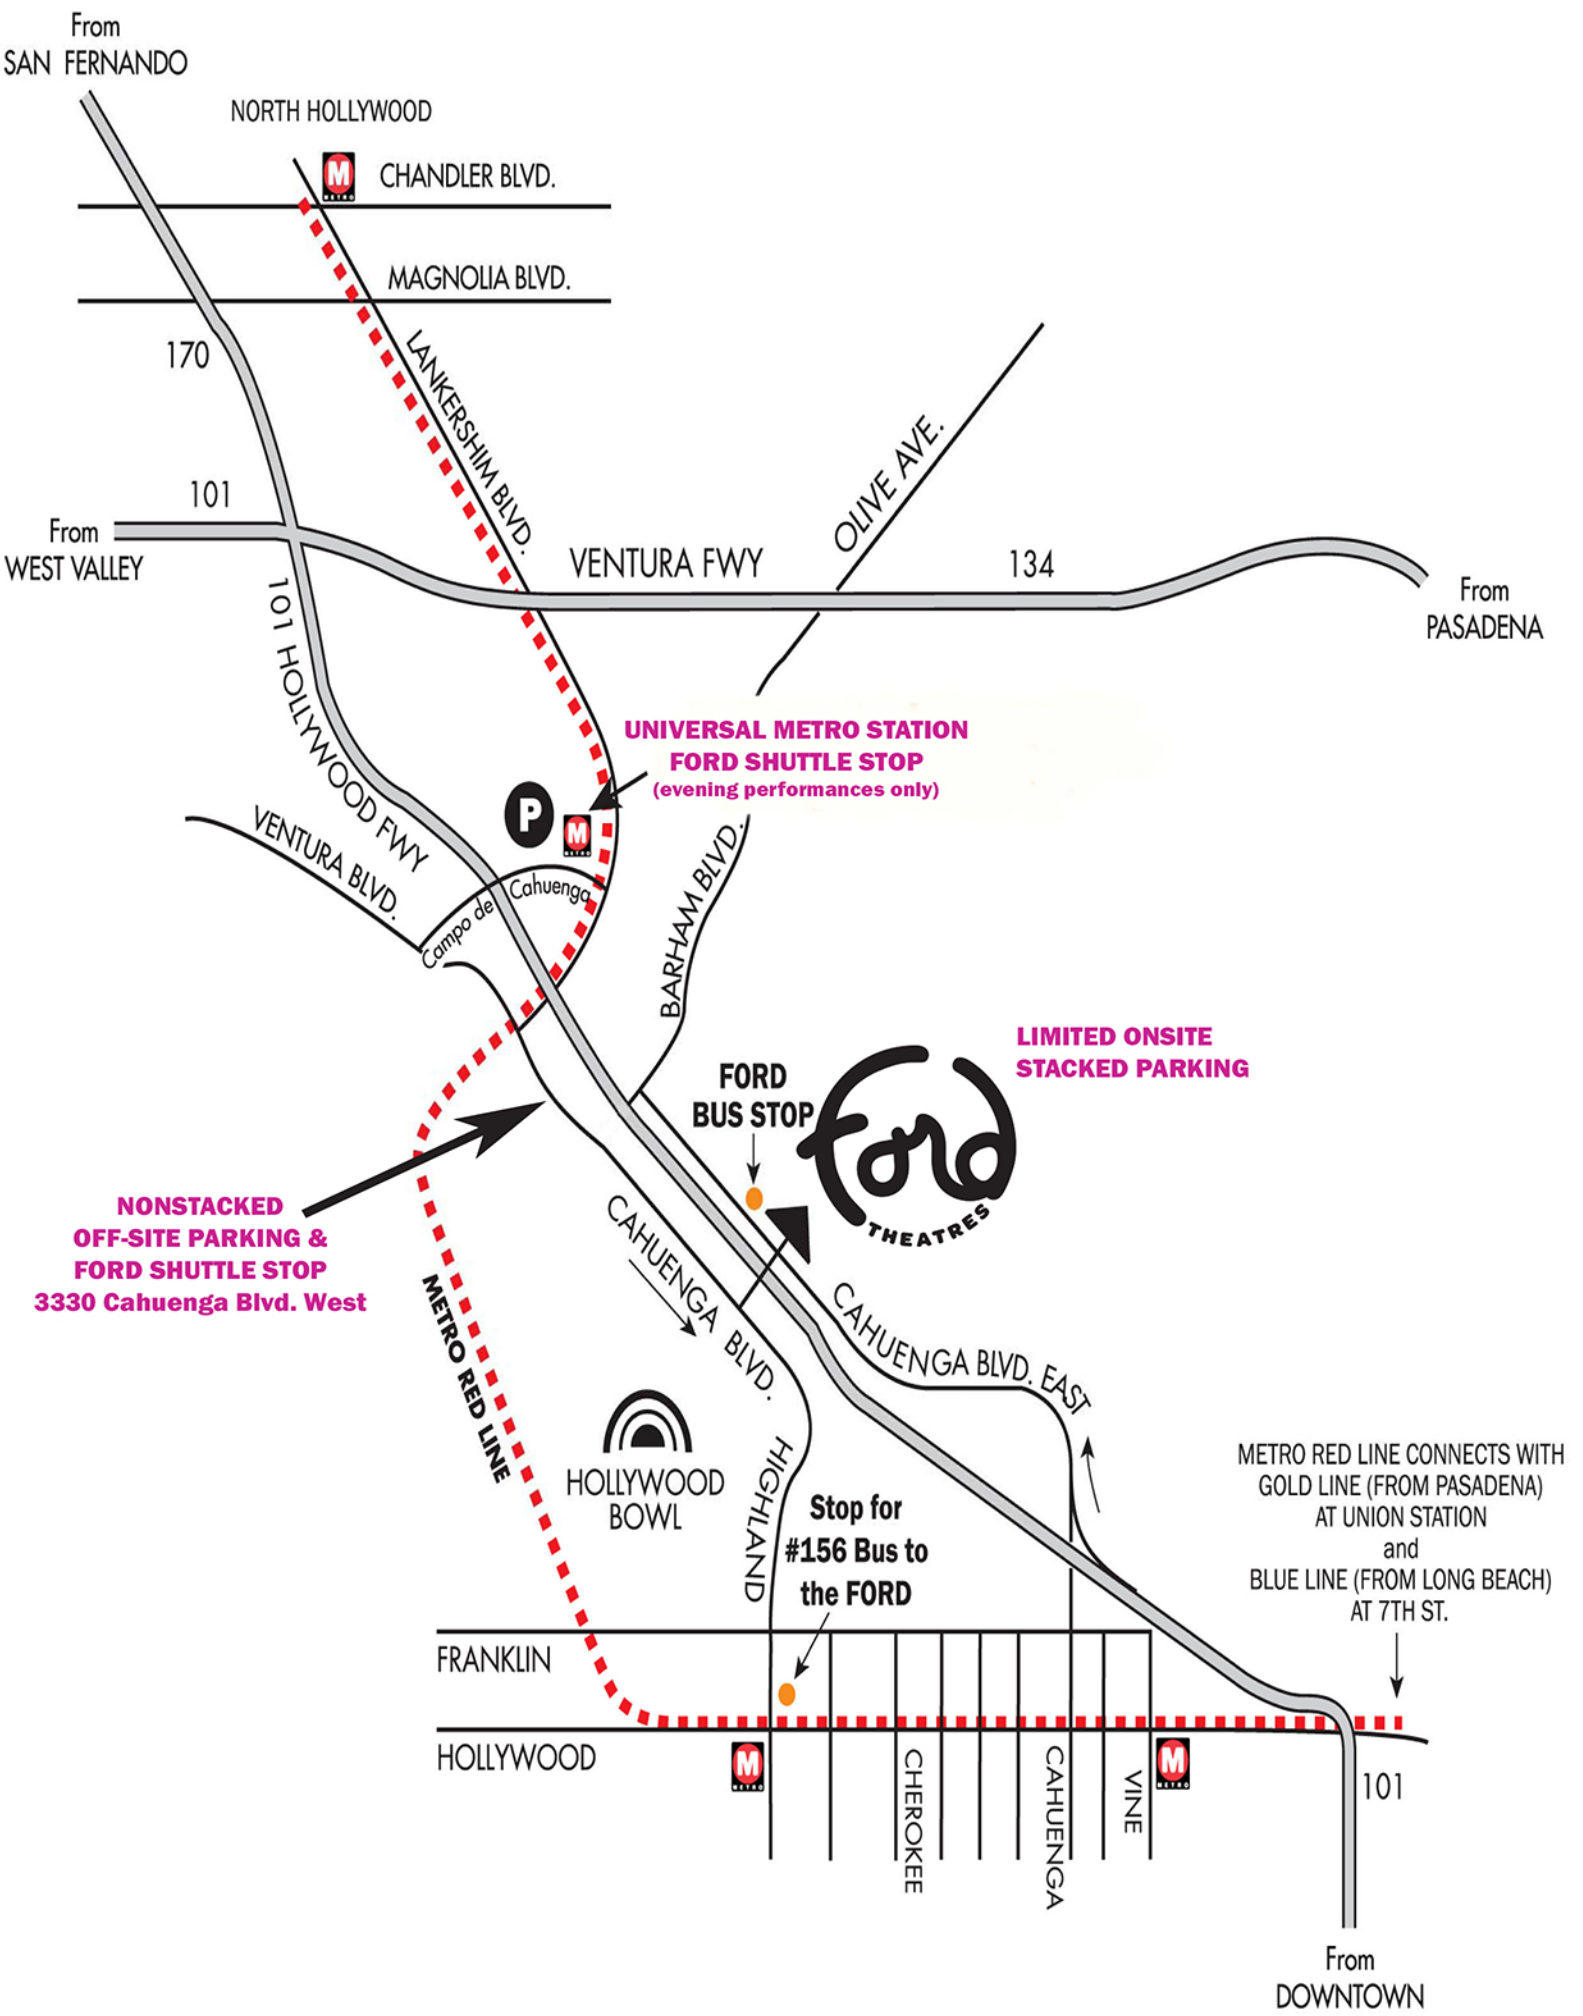 From
SAN FERNANDO
NORTH HOLLYWOOD
M
METRO
CHANDLER BLVD.
MAGNOLIA BLVD.
170
LANKERSHIM BLVD.
OLIVE AVE.
101
From
WEST VALLEY
VENTURA FWY
134
From
PASADENA
101 HOLLYWOOD FWY
UNIVERSAL METRO STATION
FORD SHUTTLE STOP
(evening performances only)
P
M
METRO
VENTURA BLVD.
Campo de Cahuenga
BARHAM BLVD.
LIMITED ONSITE
STACKED PARKING
FORD
BUS STOP
Ford
THEATRES
NONSTACKED
OFF-SITE PARKING &
FORD SHUTTLE STOP
3330 Cahuenga Blvd. West
CAHUENGA BLVD.
METRO RED LINE
CAHUENGA BLVD. EAST
HOLLYWOOD
BOWL
HIGHLAND
Stop for
#156 Bus to
the FORD
METRO RED LINE CONNECTS WITH
GOLD LINE (FROM PASADENA)
AT UNION STATION
and
BLUE LINE (FROM LONG BEACH)
AT 7TH ST.
FRANKLIN
HOLLYWOOD
M
METRO
CHEROKEE
CAHUENGA
VINE
M
METRO
101
From
DOWNTOWN